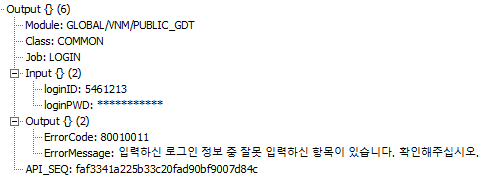 Output {} (6)
Module: GLOBAL/VNM/PUBLIC_GDT
Class: COMMON
Job: LOGIN
Input {} (2)
loginID: 5461213
loginPWD: ***********
Output {} (2)
ErrorCode: 80010011
ErrorMessage: 입력하신 로그인 정보 중 잘못 입력하신 항목이 있습니다. 확인해주십시오.
API_SEQ: faf3341a225b33c20fad90bf9007d84c